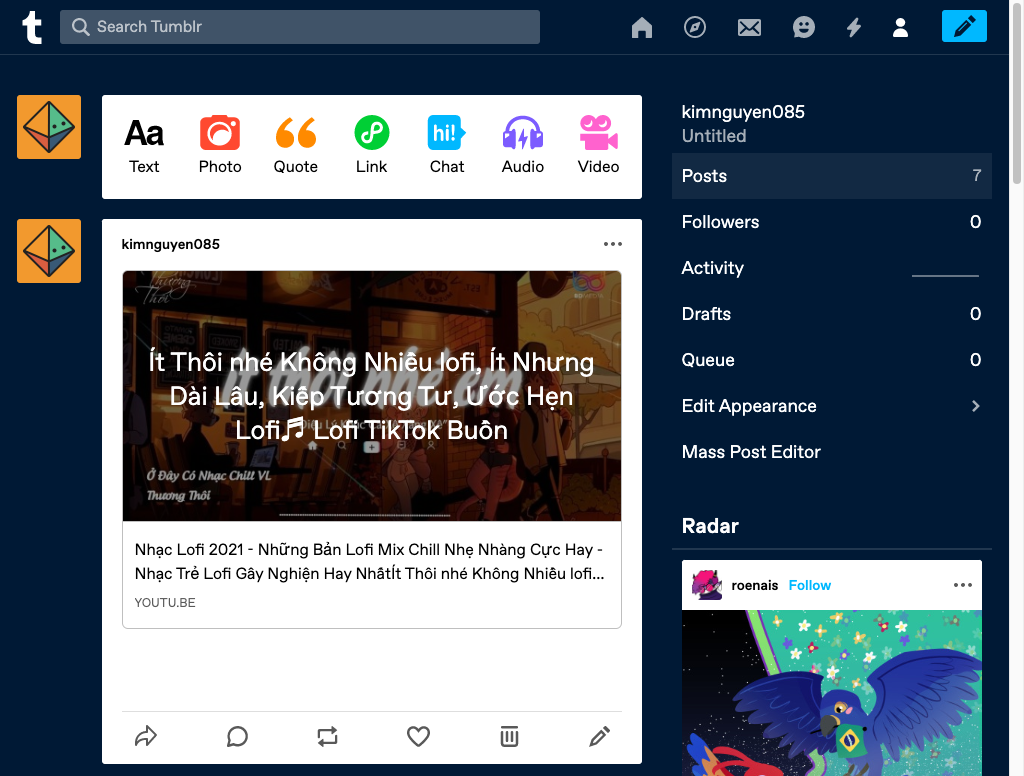 Search Tumblr
Aa
hi!
Text
Photo
Quote
Link
Chat
Audio
Video
kimnguyen085
Ít Thôi nhé Không Nhiều lofi, Ít Nhưng
Dài Lâu, Kiếp Tương Tư, Ước Hẹn
Lofi🎵 Lofi TikTok Buồn
Ở Đây Có Nhạc Chill VL
Thương Thôi
Nhạc Lofi 2021 - Những Bản Lofi Mix Chill Nhẹ Nhàng Cực Hay -
Nhạc Trẻ Lofi Gây Nghiện Hay NhấtÍt Thôi nhé Không Nhiều lofi...
YOUTU.BE
kimnguyen085
Untitled
Posts 7
Followers 0
Activity
Drafts 0
Queue 0
Edit Appearance
Mass Post Editor
Radar
roenais Follow